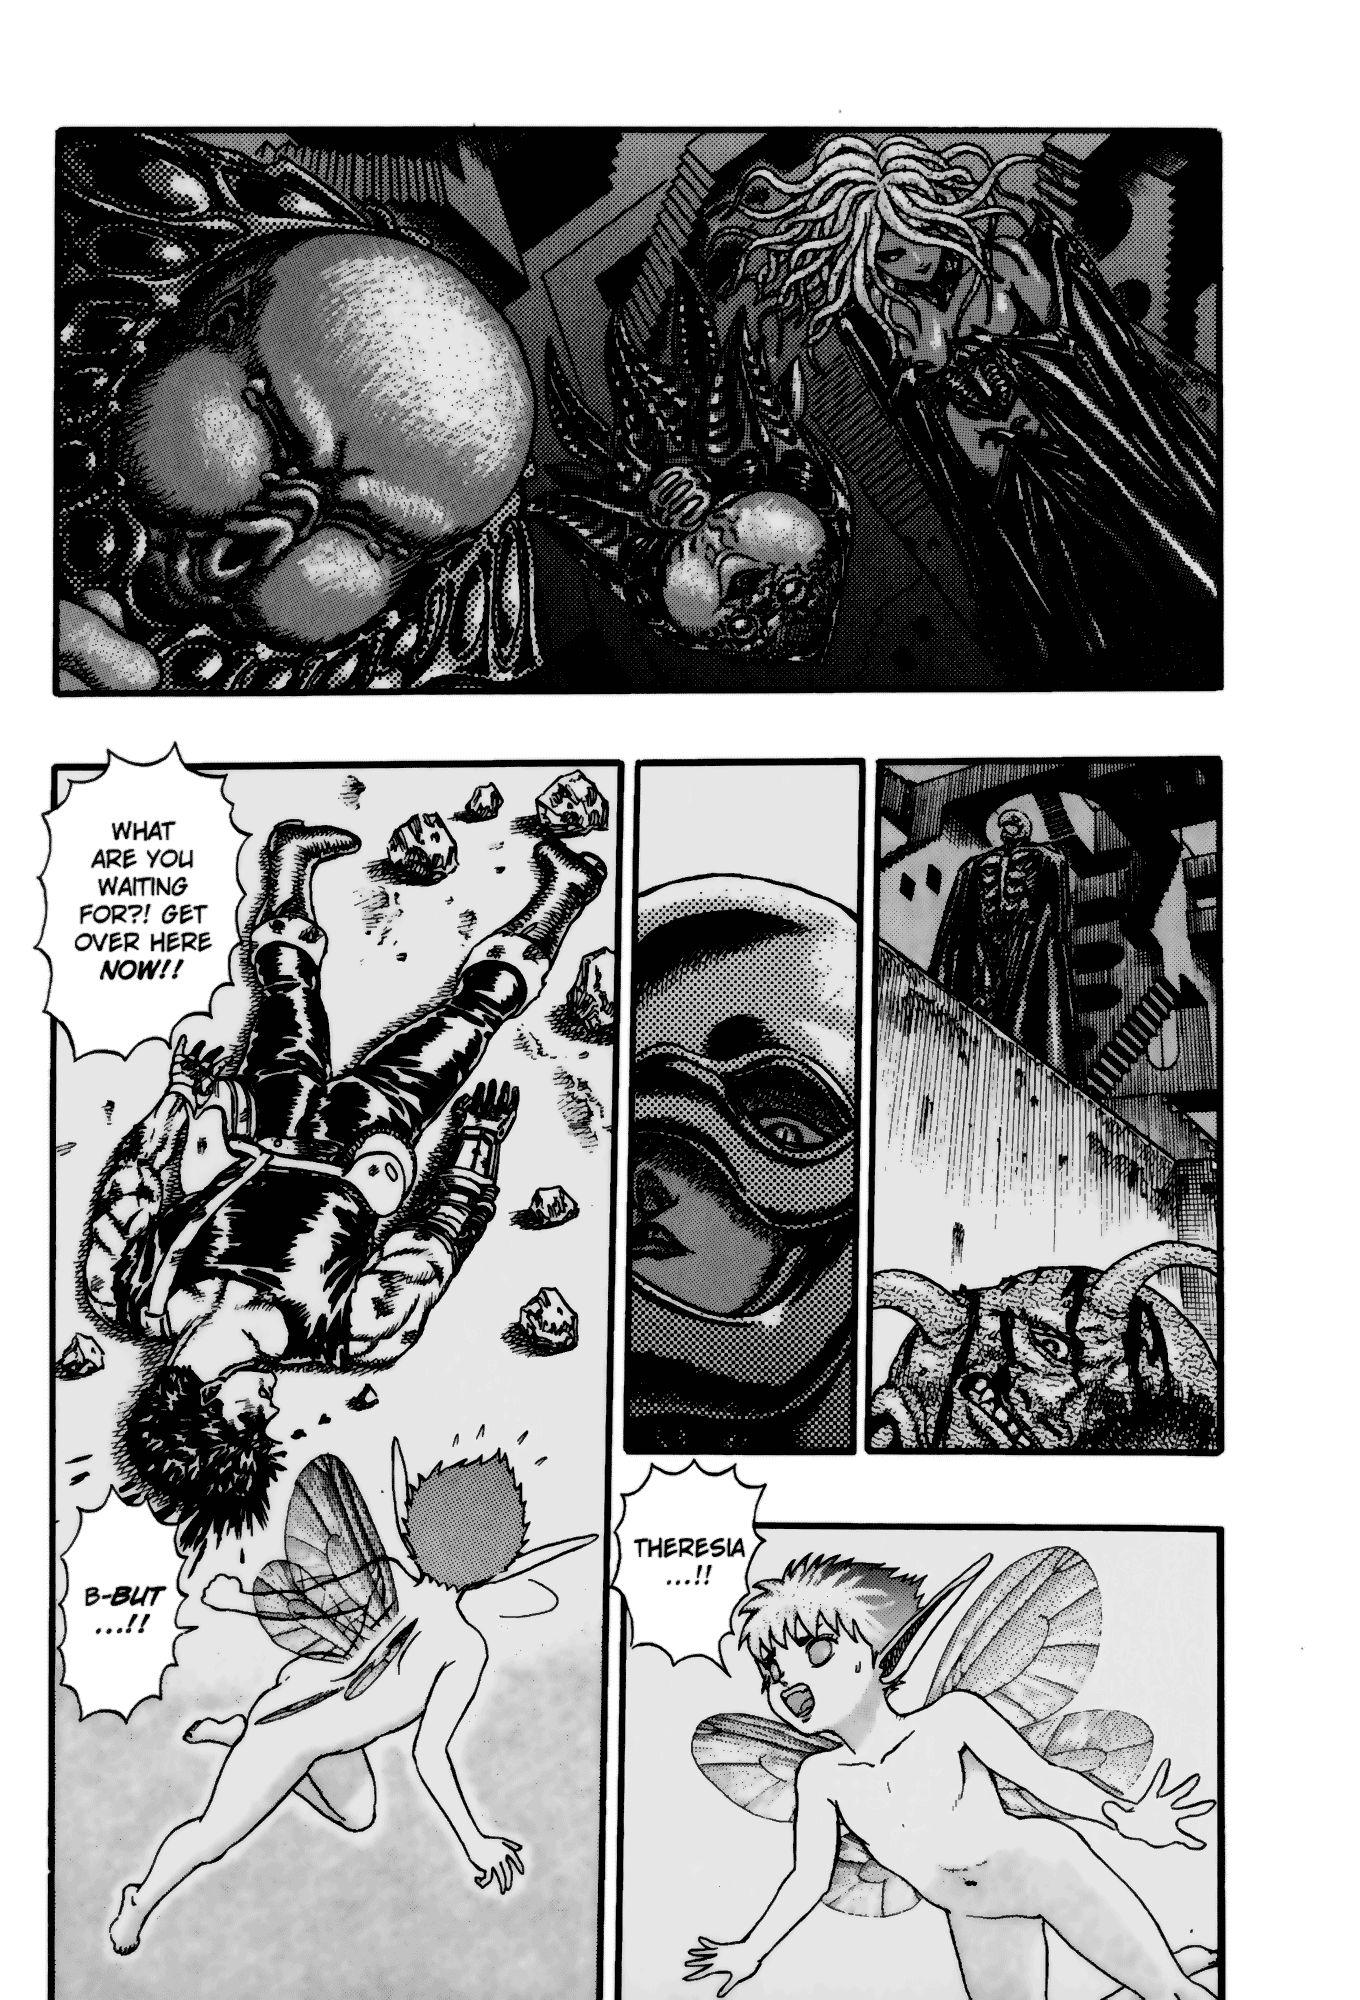 WHAT
ARE YOU
WAITING
FOR?! GET
OVER HERE
NOW!!
THERESIA
...!!
B-BUT
...!!